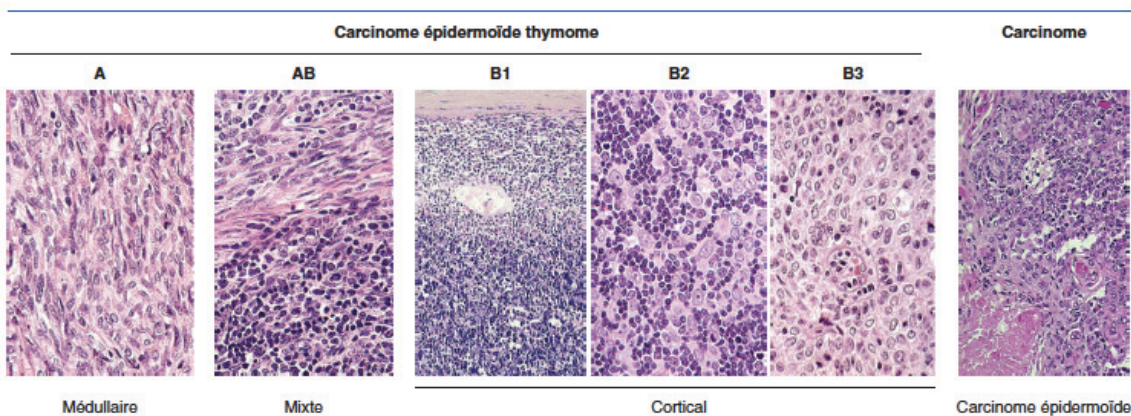 Carcinome épidermoïde thymome Carcinome
A AB B1 B2 B3
Médullaire Mixte Cortical Carcinome épidermoïde